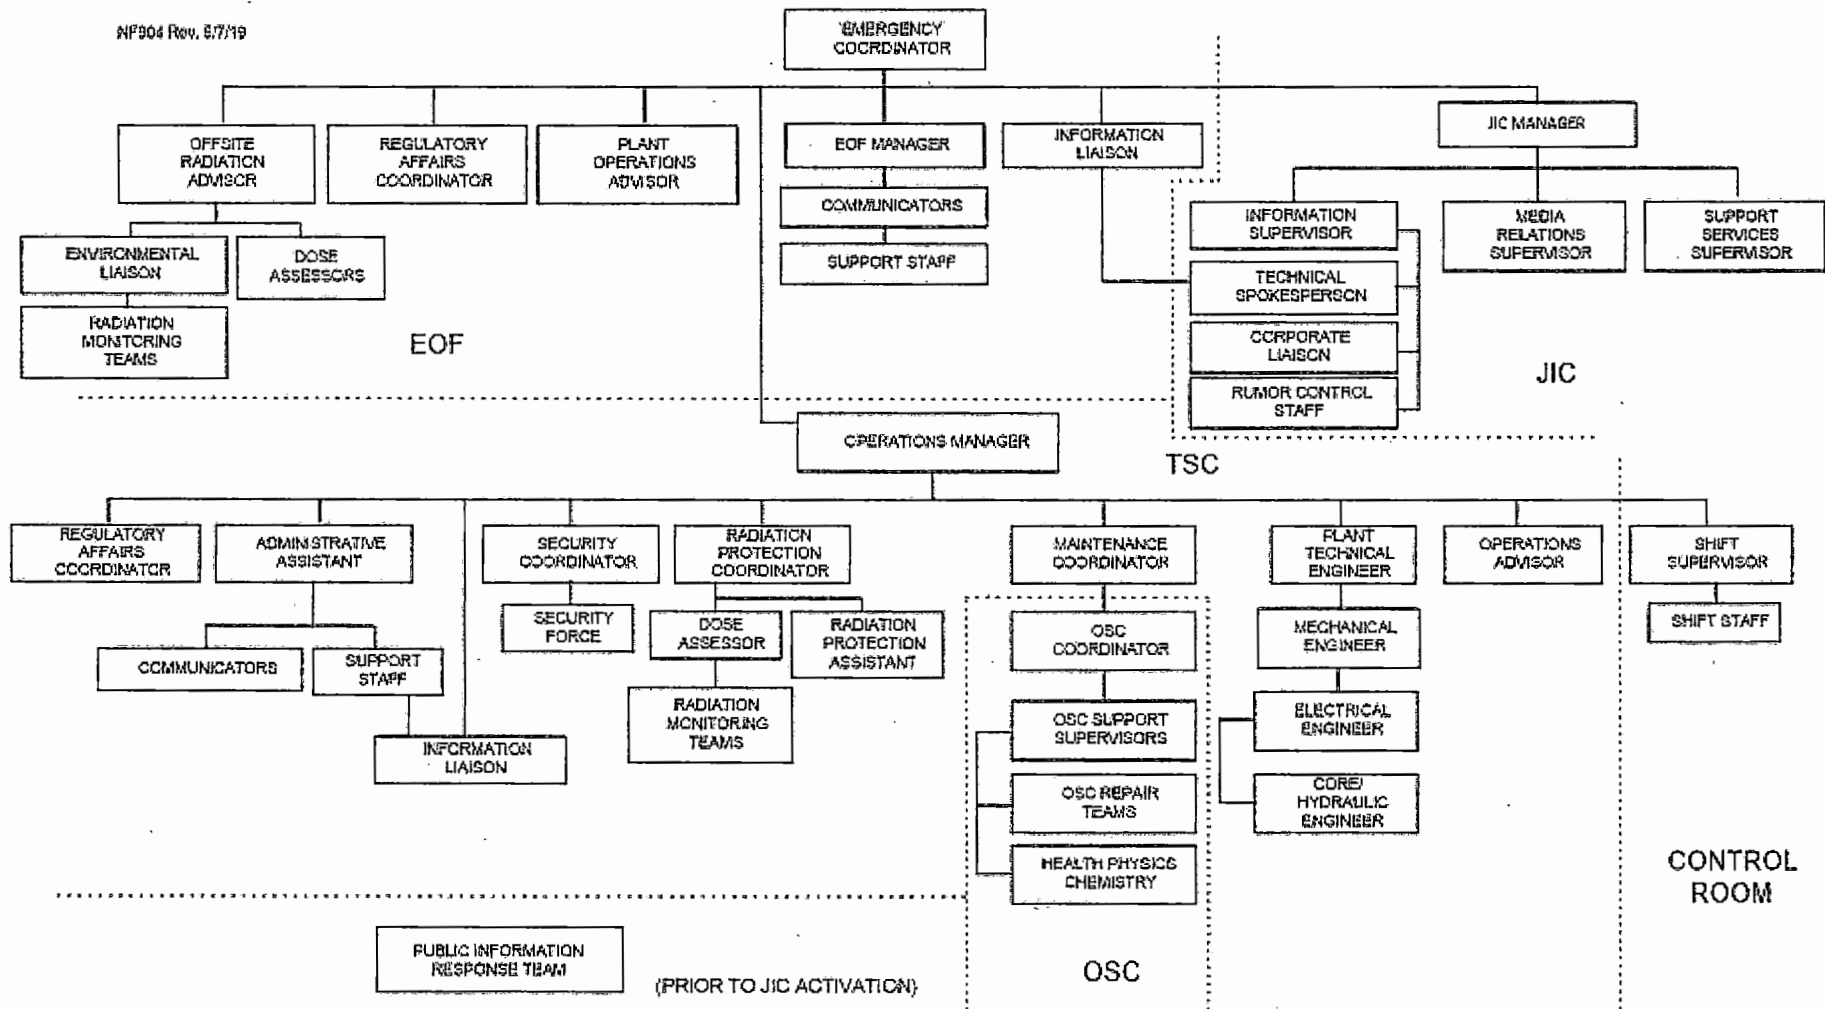 NF904 Rev. 6/7/19
EMERGENCY
COORDINATOR
OFFSITE
RADIATION
ADVISOR
REGULATORY
AFFAIRS
COORDINATOR
PLANT
OPERATIONS
ADVISOR
EOF MANAGER
INFORMATION
LIAISON
JIC MANAGER
COMMUNICATORS
SUPPORT STAFF
INFORMATION
SUPERVISOR
MEDIA
RELATIONS
SUPERVISOR
SUPPORT
SERVICES
SUPERVISOR
ENVIRONMENTAL
LIAISON
DOSE
ASSESSORS
TECHNICAL
SPOKESPERSON
RADIATION
MONITORING
TEAMS
EOF
CORPORATE
LIAISON
JIC
RUMOR CONTROL
STAFF
OPERATIONS MANAGER
TSC
REGULATORY
AFFAIRS
COORDINATOR
ADMINISTRATIVE
ASSISTANT
SECURITY
COORDINATOR
RADIATION
PROTECTION
COORDINATOR
MAINTENANCE
COORDINATOR
PLANT
TECHNICAL
ENGINEER
OPERATIONS
ADVISOR
SHIFT
SUPERVISOR
SECURITY
FORCE
DOSE
ASSESSOR
RADIATION
PROTECTION
ASSISTANT
OSC
COORDINATOR
MECHANICAL
ENGINEER
SHIFT STAFF
COMMUNICATORS
SUPPORT
STAFF
RADIATION
MONITORING
TEAMS
OSC SUPPORT
SUPERVISORS
ELECTRICAL
ENGINEER
INFORMATION
LIAISON
OSC REPAIR
TEAMS
CORE/
HYDRAULIC
ENGINEER
HEALTH PHYSICS
CHEMISTRY
CONTROL
ROOM
PUBLIC INFORMATION
RESPONSE TEAM
(PRIOR TO JIC ACTIVATION)
OSC